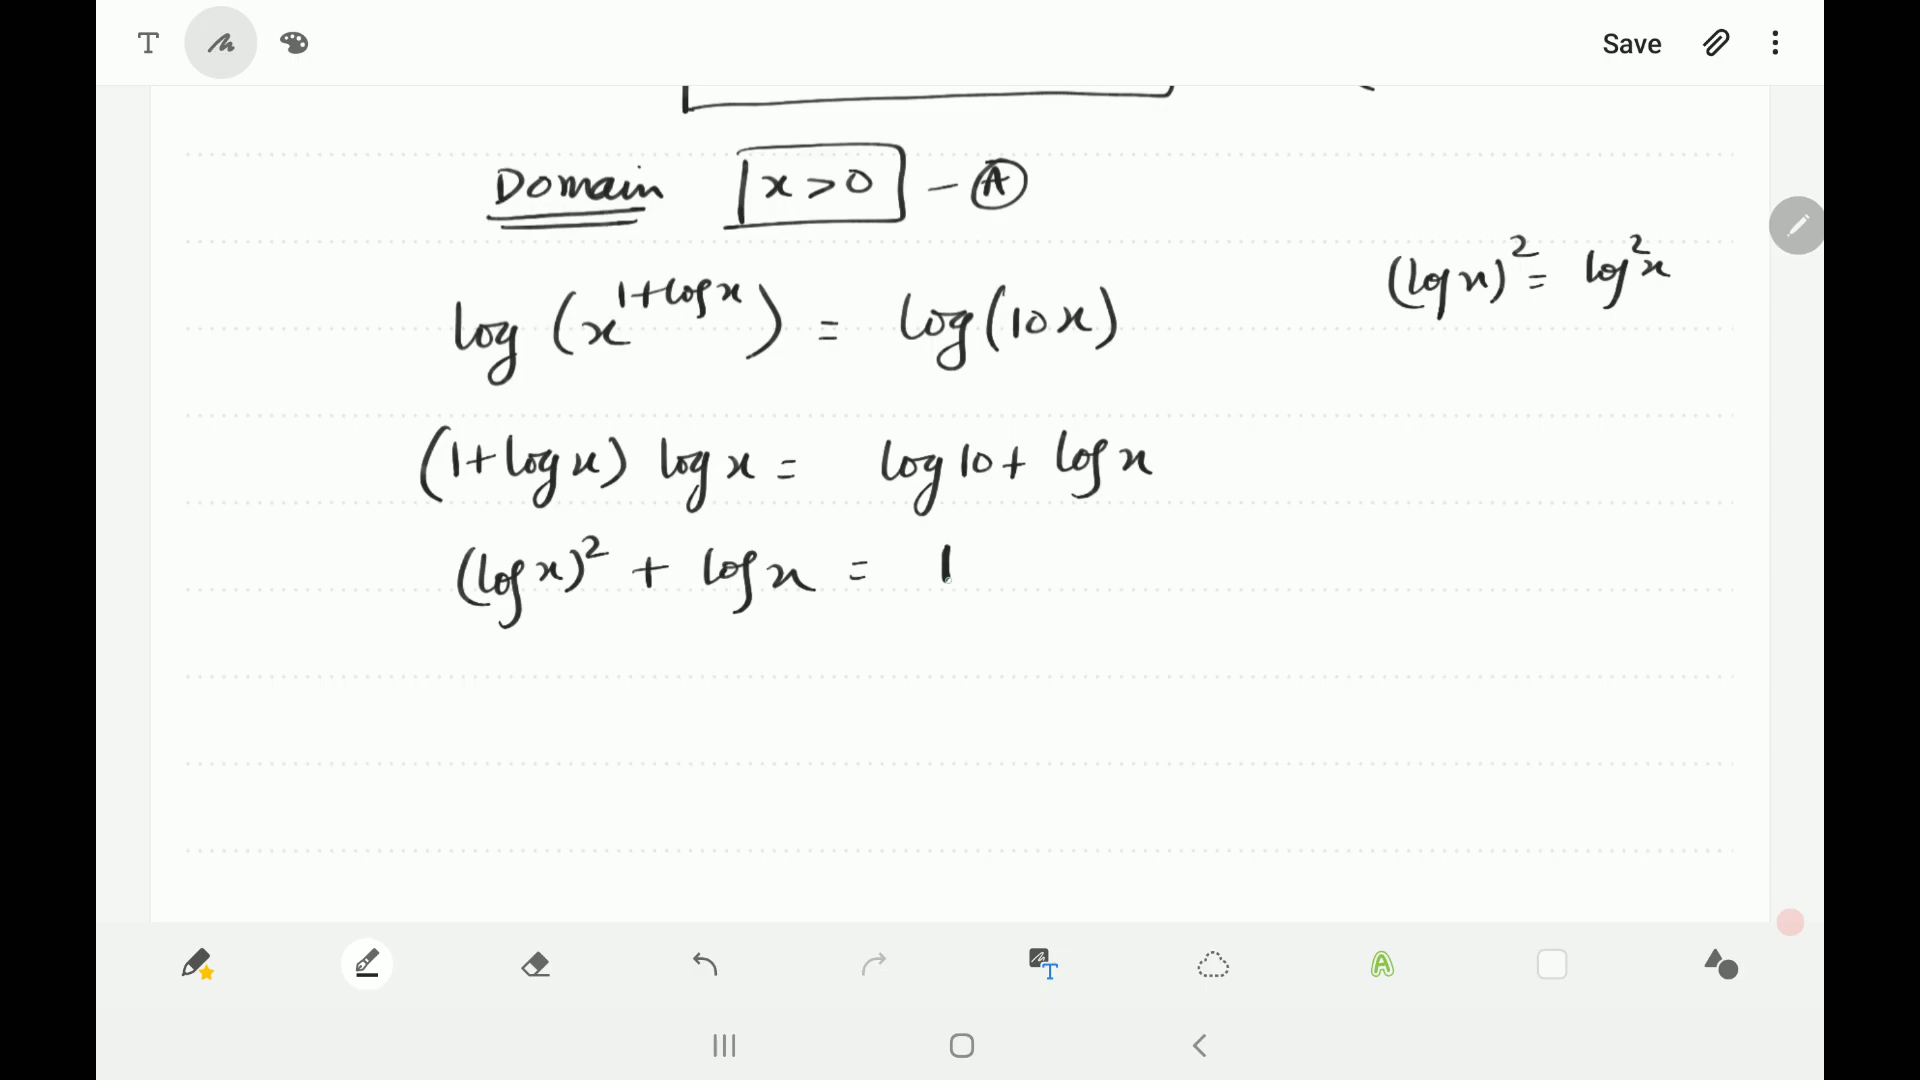 T Save
Domain x > 0 - A
(log x)² = log²x
log (x^(1+log x)) = log(10x)
(1+log x) log x = log 10 + log x
(log x)² + log x = 1
T A